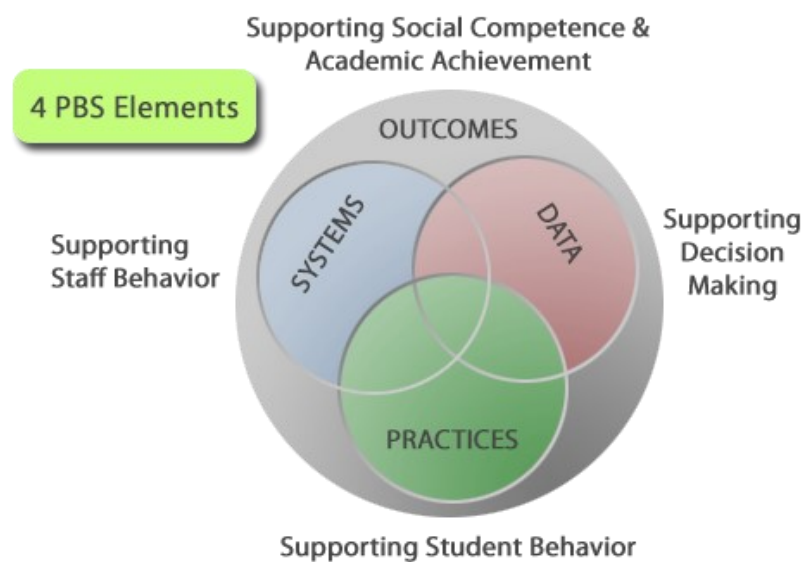 Supporting Social Competence &
Academic Achievement
4 PBS Elements
OUTCOMES
SYSTEMS
DATA
Supporting
Staff Behavior
Supporting
Decision
Making
PRACTICES
Supporting Student Behavior